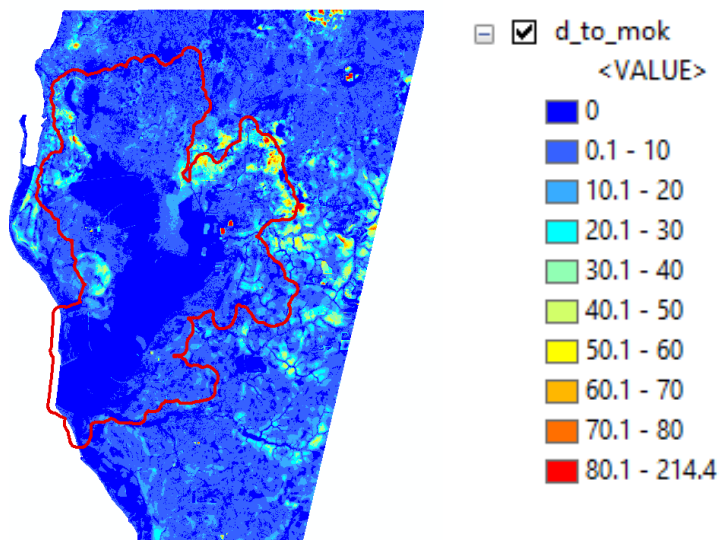 d_to_mok
<VALUE>
0
0.1 - 10
10.1 - 20
20.1 - 30
30.1 - 40
40.1 - 50
50.1 - 60
60.1 - 70
70.1 - 80
80.1 - 214.4